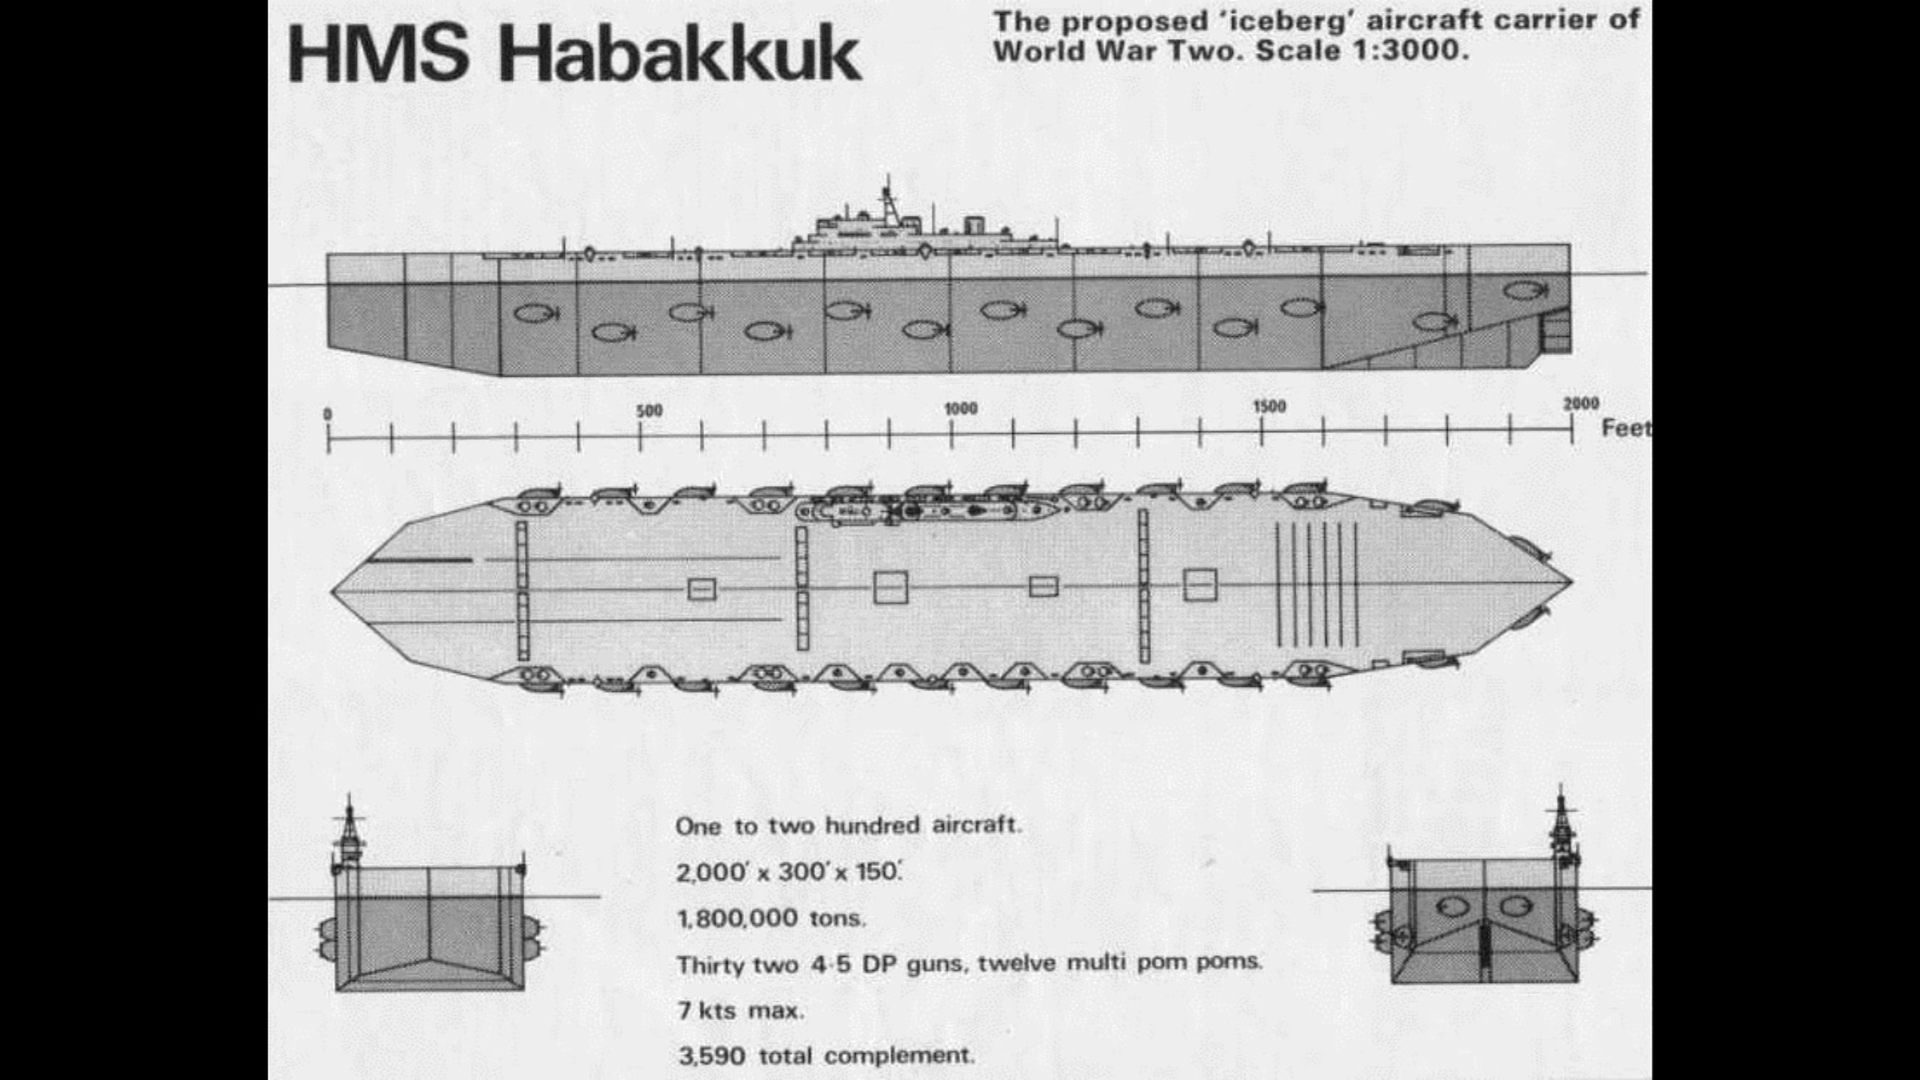 HMS Habakkuk
The proposed 'iceberg' aircraft carrier of
World War Two. Scale 1:3000.
0 500 1000 1500 2000
Feet
One to two hundred aircraft.
2,000′ x 300′ x 150′.
1,800,000 tons.
Thirty two 4·5 DP guns, twelve multi pom poms.
7 kts max.
3,590 total complement.